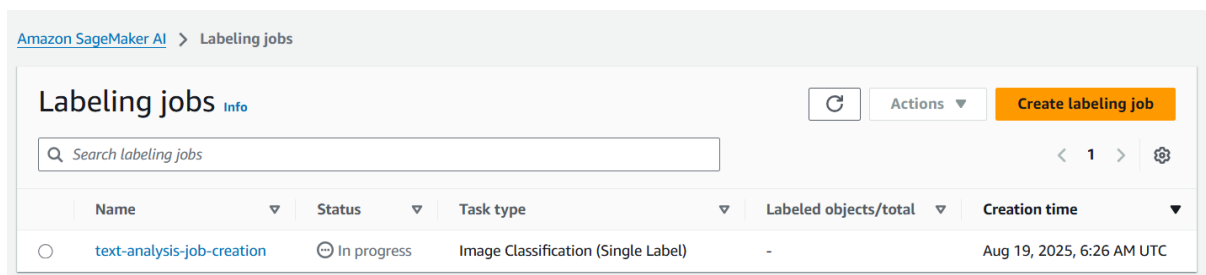 Amazon SageMaker AI > Labeling jobs
Labeling jobs Info
Actions ▼ Create labeling job
Search labeling jobs
< 1 >
Name Status Task type Labeled objects/total Creation time
text-analysis-job-creation In progress Image Classification (Single Label) - Aug 19, 2025, 6:26 AM UTC